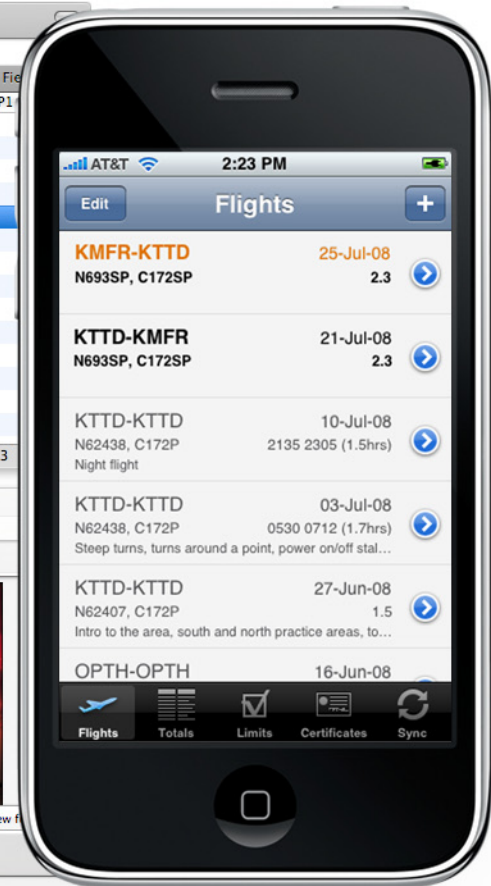 Fie
P1
AT&T 2:23 PM
Edit Flights +
KMFR-KTTD 25-Jul-08
N693SP, C172SP 2.3
KTTD-KMFR 21-Jul-08
N693SP, C172SP 2.3
KTTD-KTTD 10-Jul-08
N62438, C172P 2135 2305 (1.5hrs)
Night flight
KTTD-KTTD 03-Jul-08
N62438, C172P 0530 0712 (1.7hrs)
Steep turns, turns around a point, power on/off stal...
KTTD-KTTD 27-Jun-08
N62407, C172P 1.5
Intro to the area, south and north practice areas, to...
OPTH-OPTH 16-Jun-08
Flights Totals Limits Certificates Sync
3
ew f